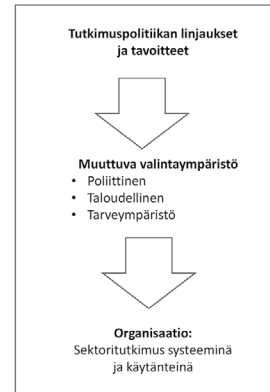 Tutkimuspolitiikan linjaukset
ja tavoitteet
Muuttuva valintaympäristö
• Poliittinen
• Taloudellinen
• Tarveympäristö
Organisaatio:
Sektoritutkimus systeeminä
ja käytänteinä